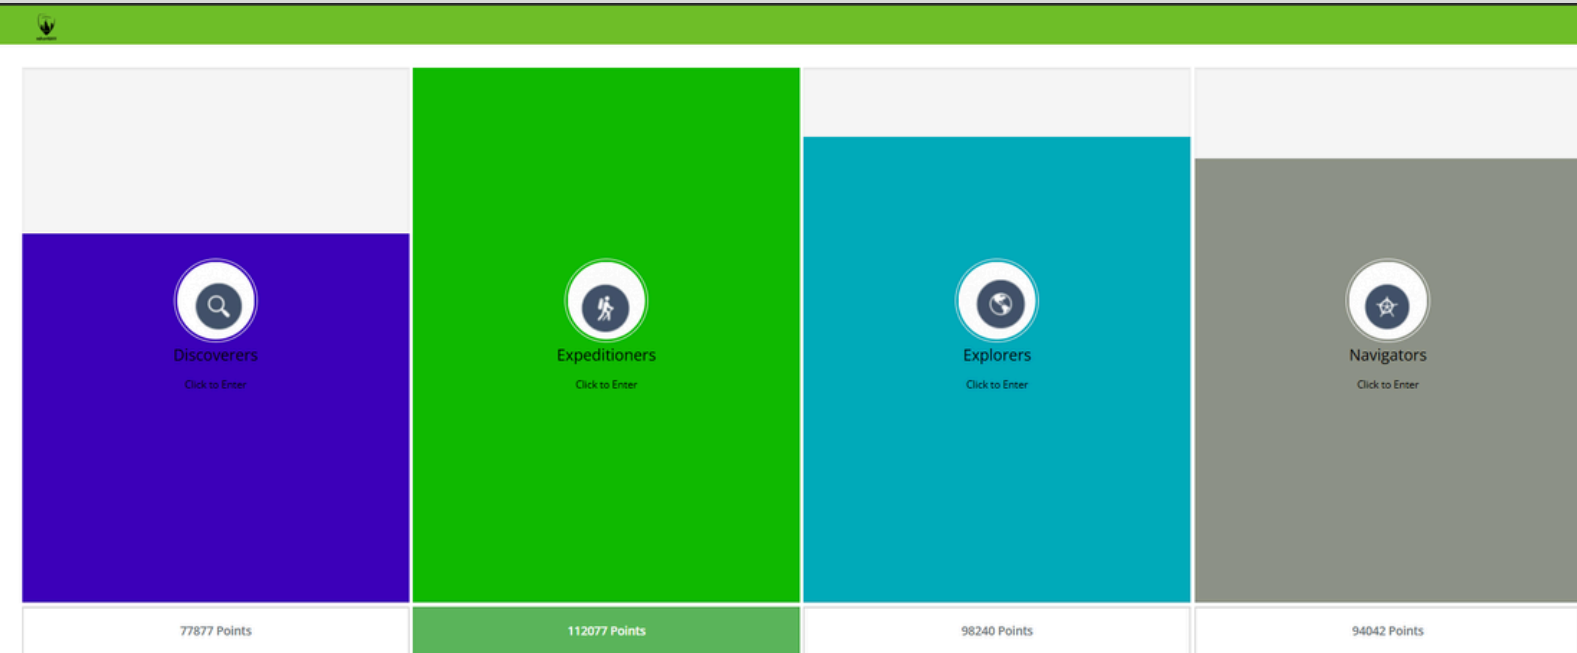 Discoverers
Click to Enter
77877 Points
Expeditioners
Click to Enter
112077 Points
Explorers
Click to Enter
98240 Points
Navigators
Click to Enter
94042 Points